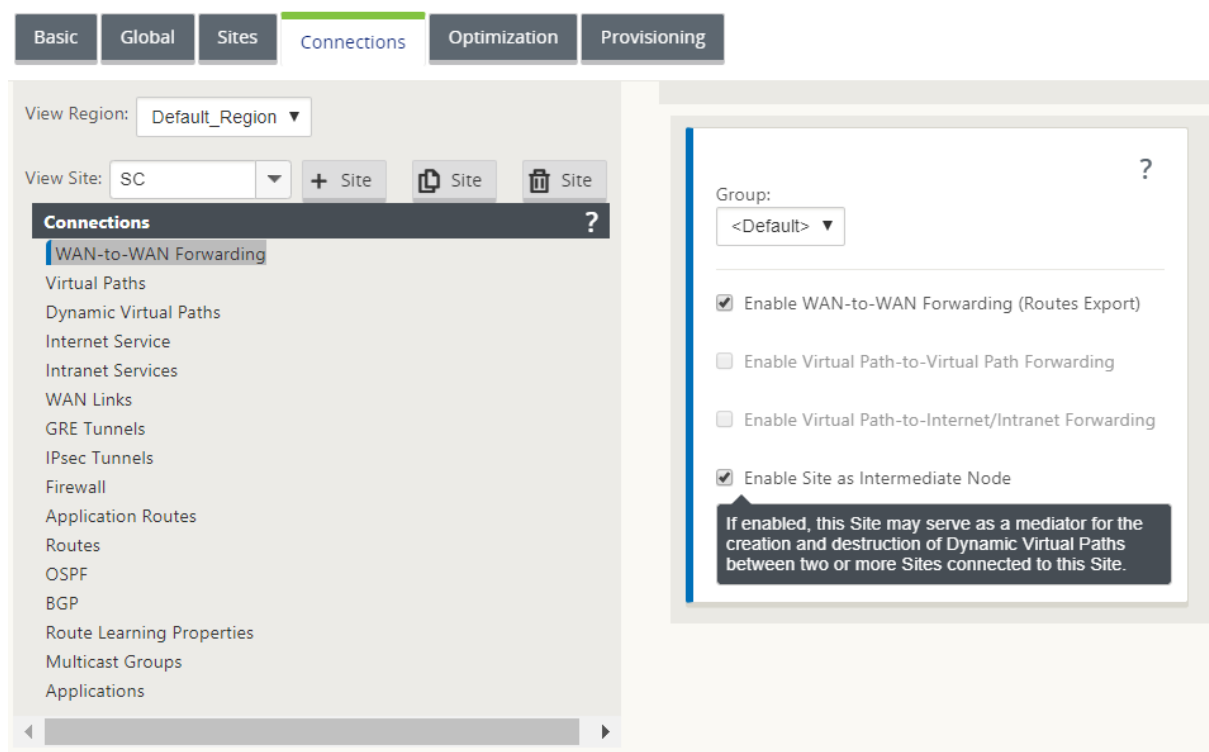 Basic Global Sites Connections Optimization Provisioning
View Region: Default_Region
View Site: SC + Site Site Site
Connections ?
WAN-to-WAN Forwarding
Virtual Paths
Dynamic Virtual Paths
Internet Service
Intranet Services
WAN Links
GRE Tunnels
IPsec Tunnels
Firewall
Application Routes
Routes
OSPF
BGP
Route Learning Properties
Multicast Groups
Applications
?
Group:
<Default>
Enable WAN-to-WAN Forwarding (Routes Export)
Enable Virtual Path-to-Virtual Path Forwarding
Enable Virtual Path-to-Internet/Intranet Forwarding
Enable Site as Intermediate Node
If enabled, this Site may serve as a mediator for the
creation and destruction of Dynamic Virtual Paths
between two or more Sites connected to this Site.